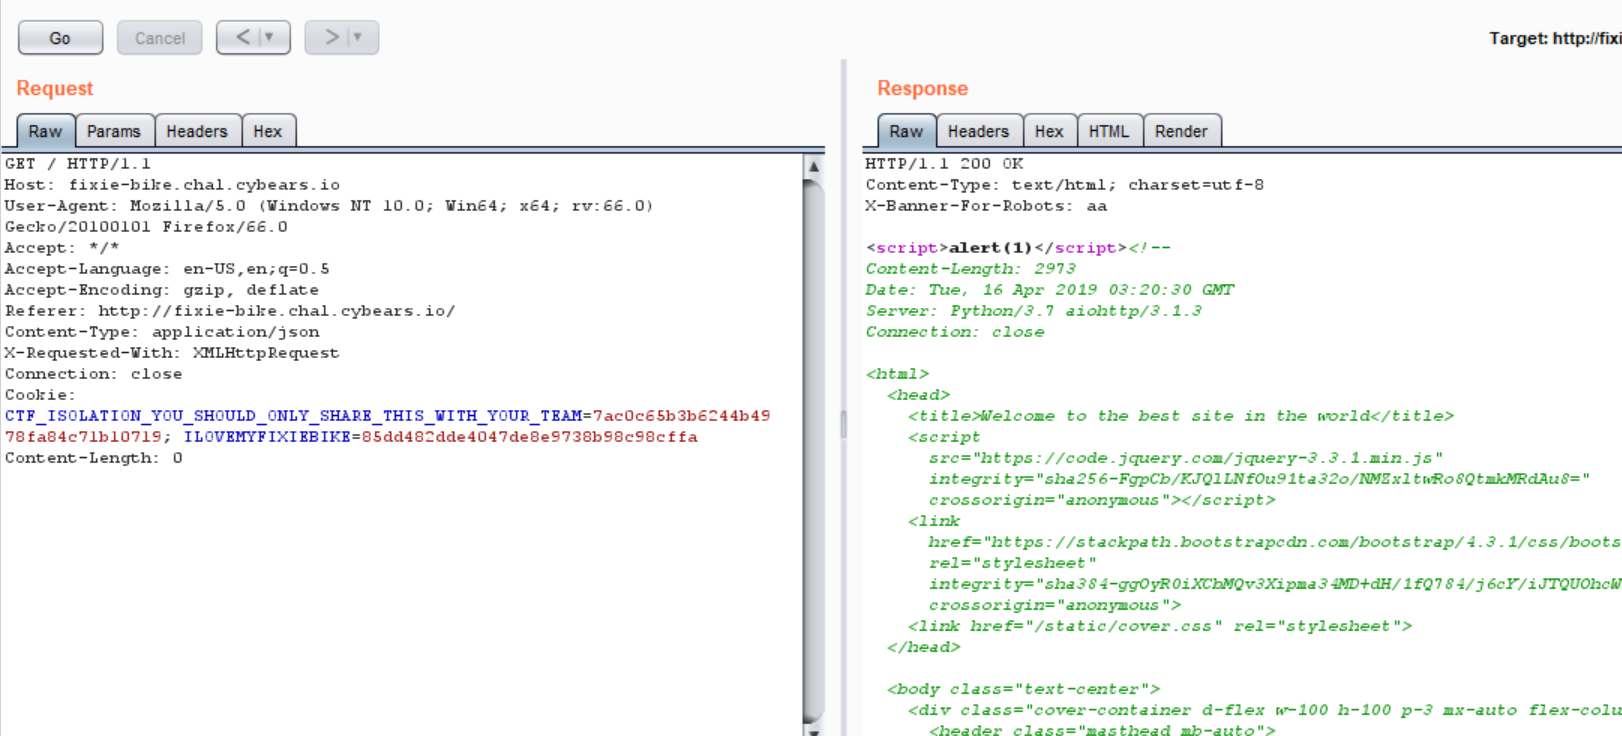 Go Cancel < ▼ > ▼ Target: http://fixi
Request
Raw Params Headers Hex
GET / HTTP/1.1
Host: fixie-bike.chal.cybears.io
User-Agent: Mozilla/5.0 (Windows NT 10.0; Win64; x64; rv:66.0)
Gecko/20100101 Firefox/66.0
Accept: */*
Accept-Language: en-US,en;q=0.5
Accept-Encoding: gzip, deflate
Referer: http://fixie-bike.chal.cybears.io/
Content-Type: application/json
X-Requested-With: XMLHttpRequest
Connection: close
Cookie:
CTF_ISOLATION_YOU_SHOULD_ONLY_SHARE_THIS_WITH_YOUR_TEAM=7ac0c65b3b6244b49
78fa84c71b10719; ILOVEMYFIXIEBIKE=85dd482dde4047de8e9738b98c98cffa
Content-Length: 0
Response
Raw Headers Hex HTML Render
HTTP/1.1 200 OK
Content-Type: text/html; charset=utf-8
X-Banner-For-Robots: aa
<script>alert(1)</script><!--
Content-Length: 2973
Date: Tue, 16 Apr 2019 03:20:30 GMT
Server: Python/3.7 aiohttp/3.1.3
Connection: close
<html>
<head>
<title>Welcome to the best site in the world</title>
<script
src="https://code.jquery.com/jquery-3.3.1.min.js"
integrity="sha256-FgpCb/KJQlLNfOu91ta32o/NMZxltwRo8QtmkMRdAu8="
crossorigin="anonymous"></script>
<link
href="https://stackpath.bootstrapcdn.com/bootstrap/4.3.1/css/boots
rel="stylesheet"
integrity="sha384-ggOyR0iXCbMQv3Xipma34MD+dH/1fQ784/j6cY/iJTQUOhcW
crossorigin="anonymous">
<link href="/static/cover.css" rel="stylesheet">
</head>
<body class="text-center">
<div class="cover-container d-flex w-100 h-100 p-3 mx-auto flex-colu
<header class="masthead mb-auto">